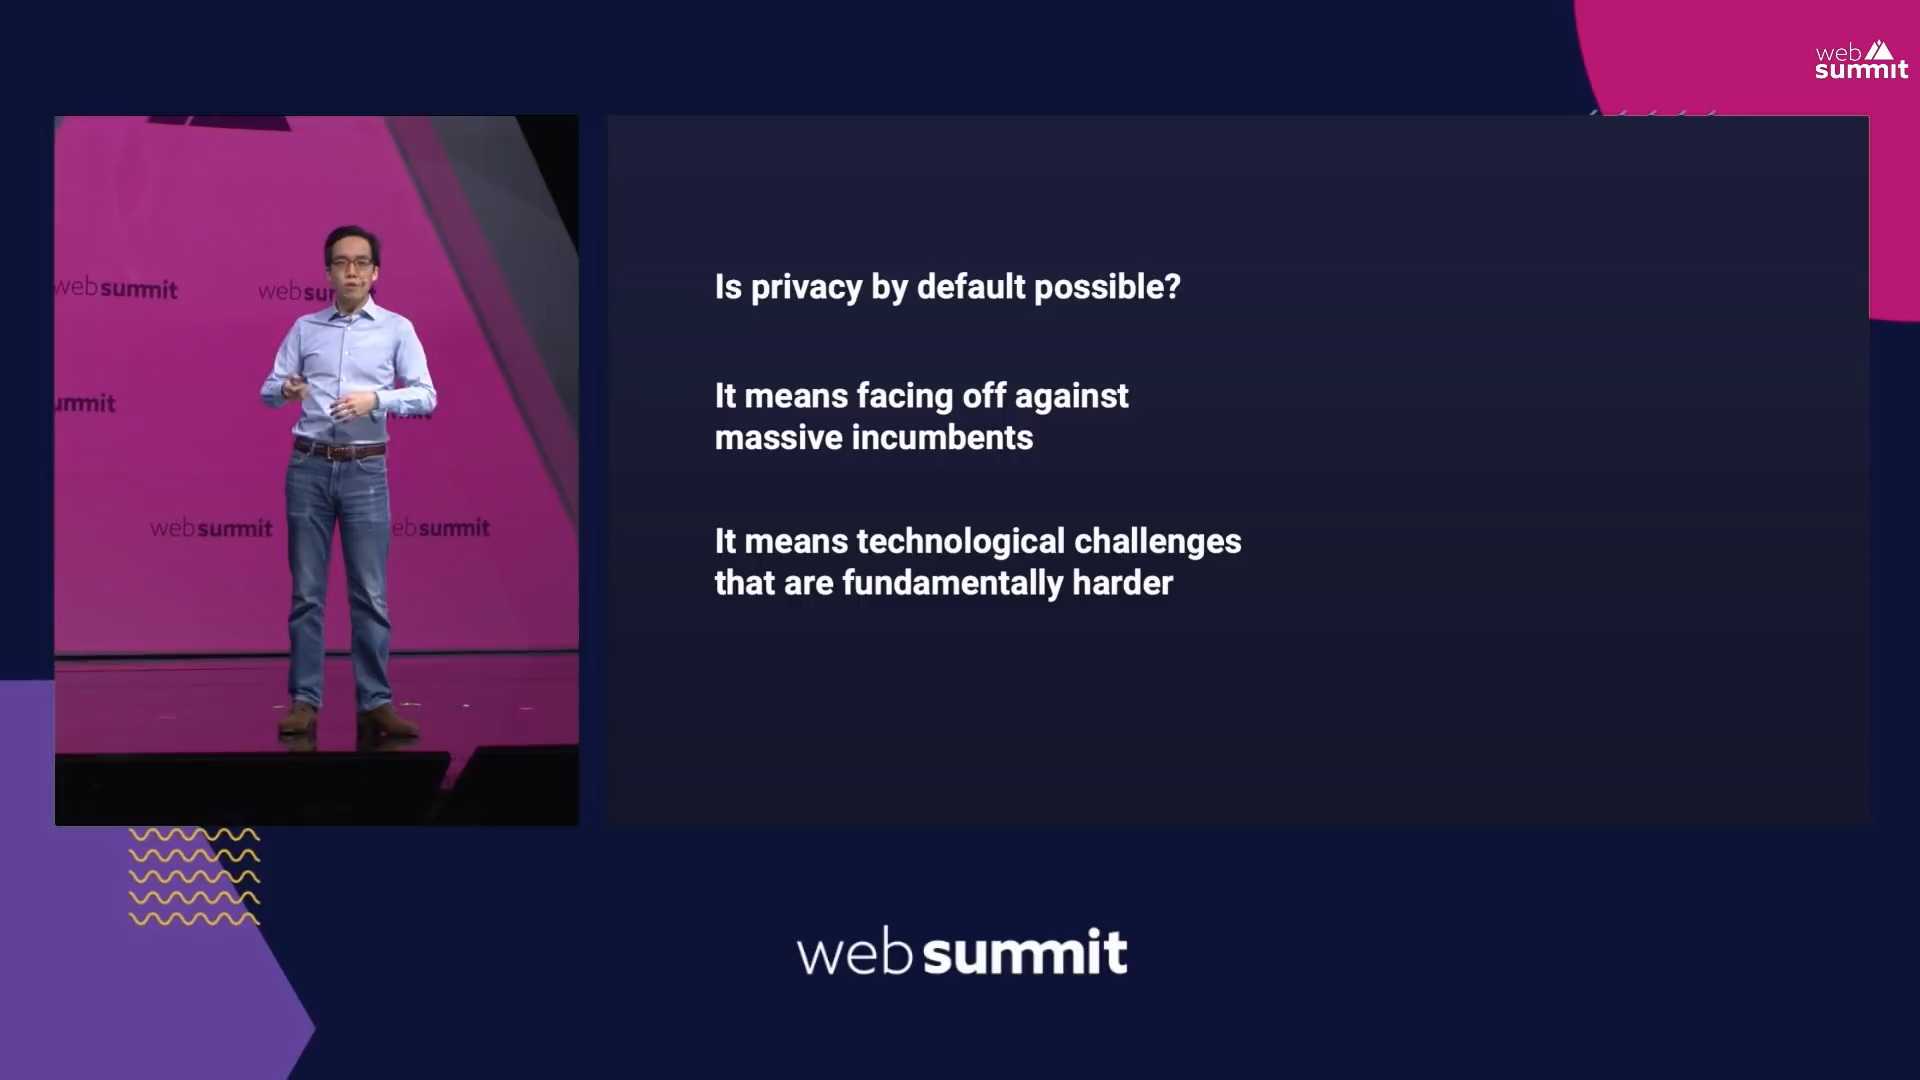 web
summit
websummit
websu
ummit
websummit
ebsummit
Is privacy by default possible?
It means facing off against
massive incumbents
It means technological challenges
that are fundamentally harder
web summit